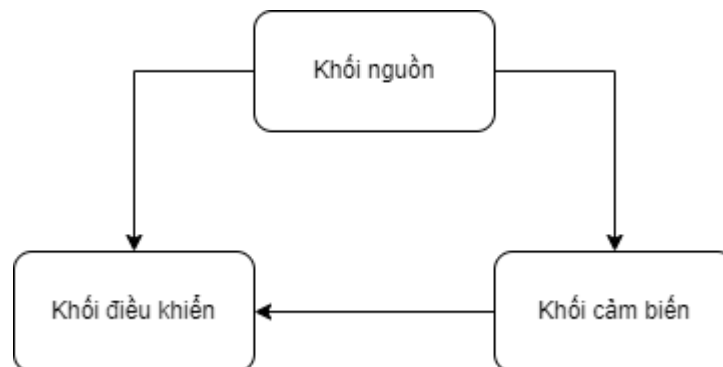 Khối nguồn
Khối điều khiển
Khối cảm biến